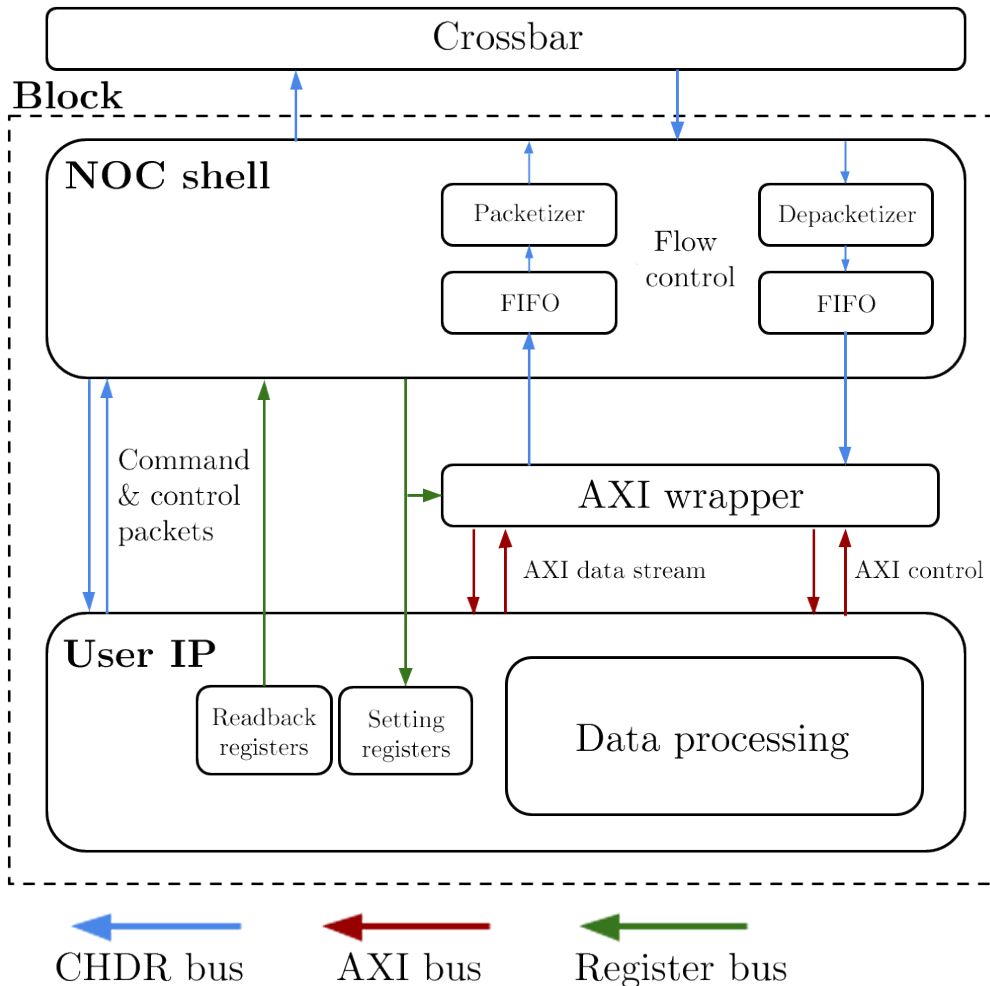 Crossbar
Block
NOC shell
Packetizer
Depacketizer
Flow
control
FIFO
FIFO
Command
& control
packets
AXI wrapper
AXI data stream
AXI control
User IP
Readback
registers
Setting
registers
Data processing
CHDR bus
AXI bus
Register bus